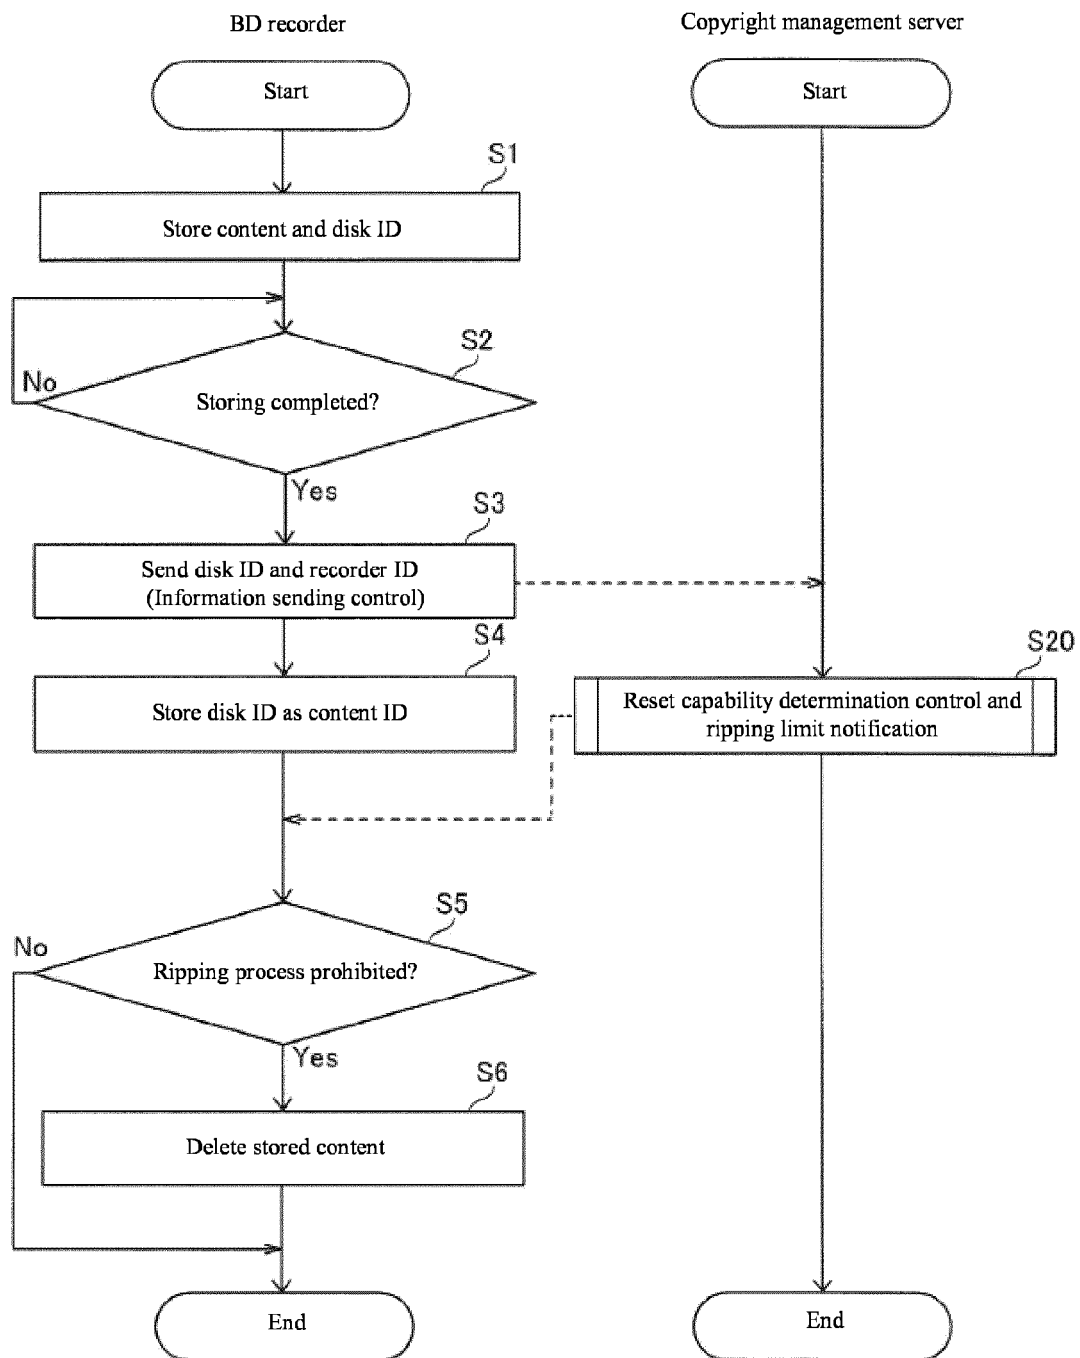 BD recorder
Copyright management server
Start
Start
S1
Store content and disk ID
S2
No
Storing completed?
Yes
S3
Send disk ID and recorder ID
(Information sending control)
S4
Store disk ID as content ID
S20
Reset capability determination control and
ripping limit notification
S5
No
Ripping process prohibited?
Yes
S6
Delete stored content
End
End